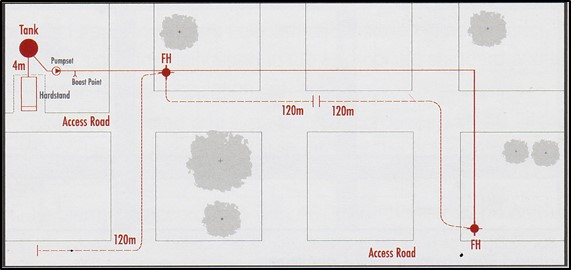 Tank
FH
Pumpset
4m
Boost Point
Hardstand
Access Road
120m
120m
120m
FH
Access Road